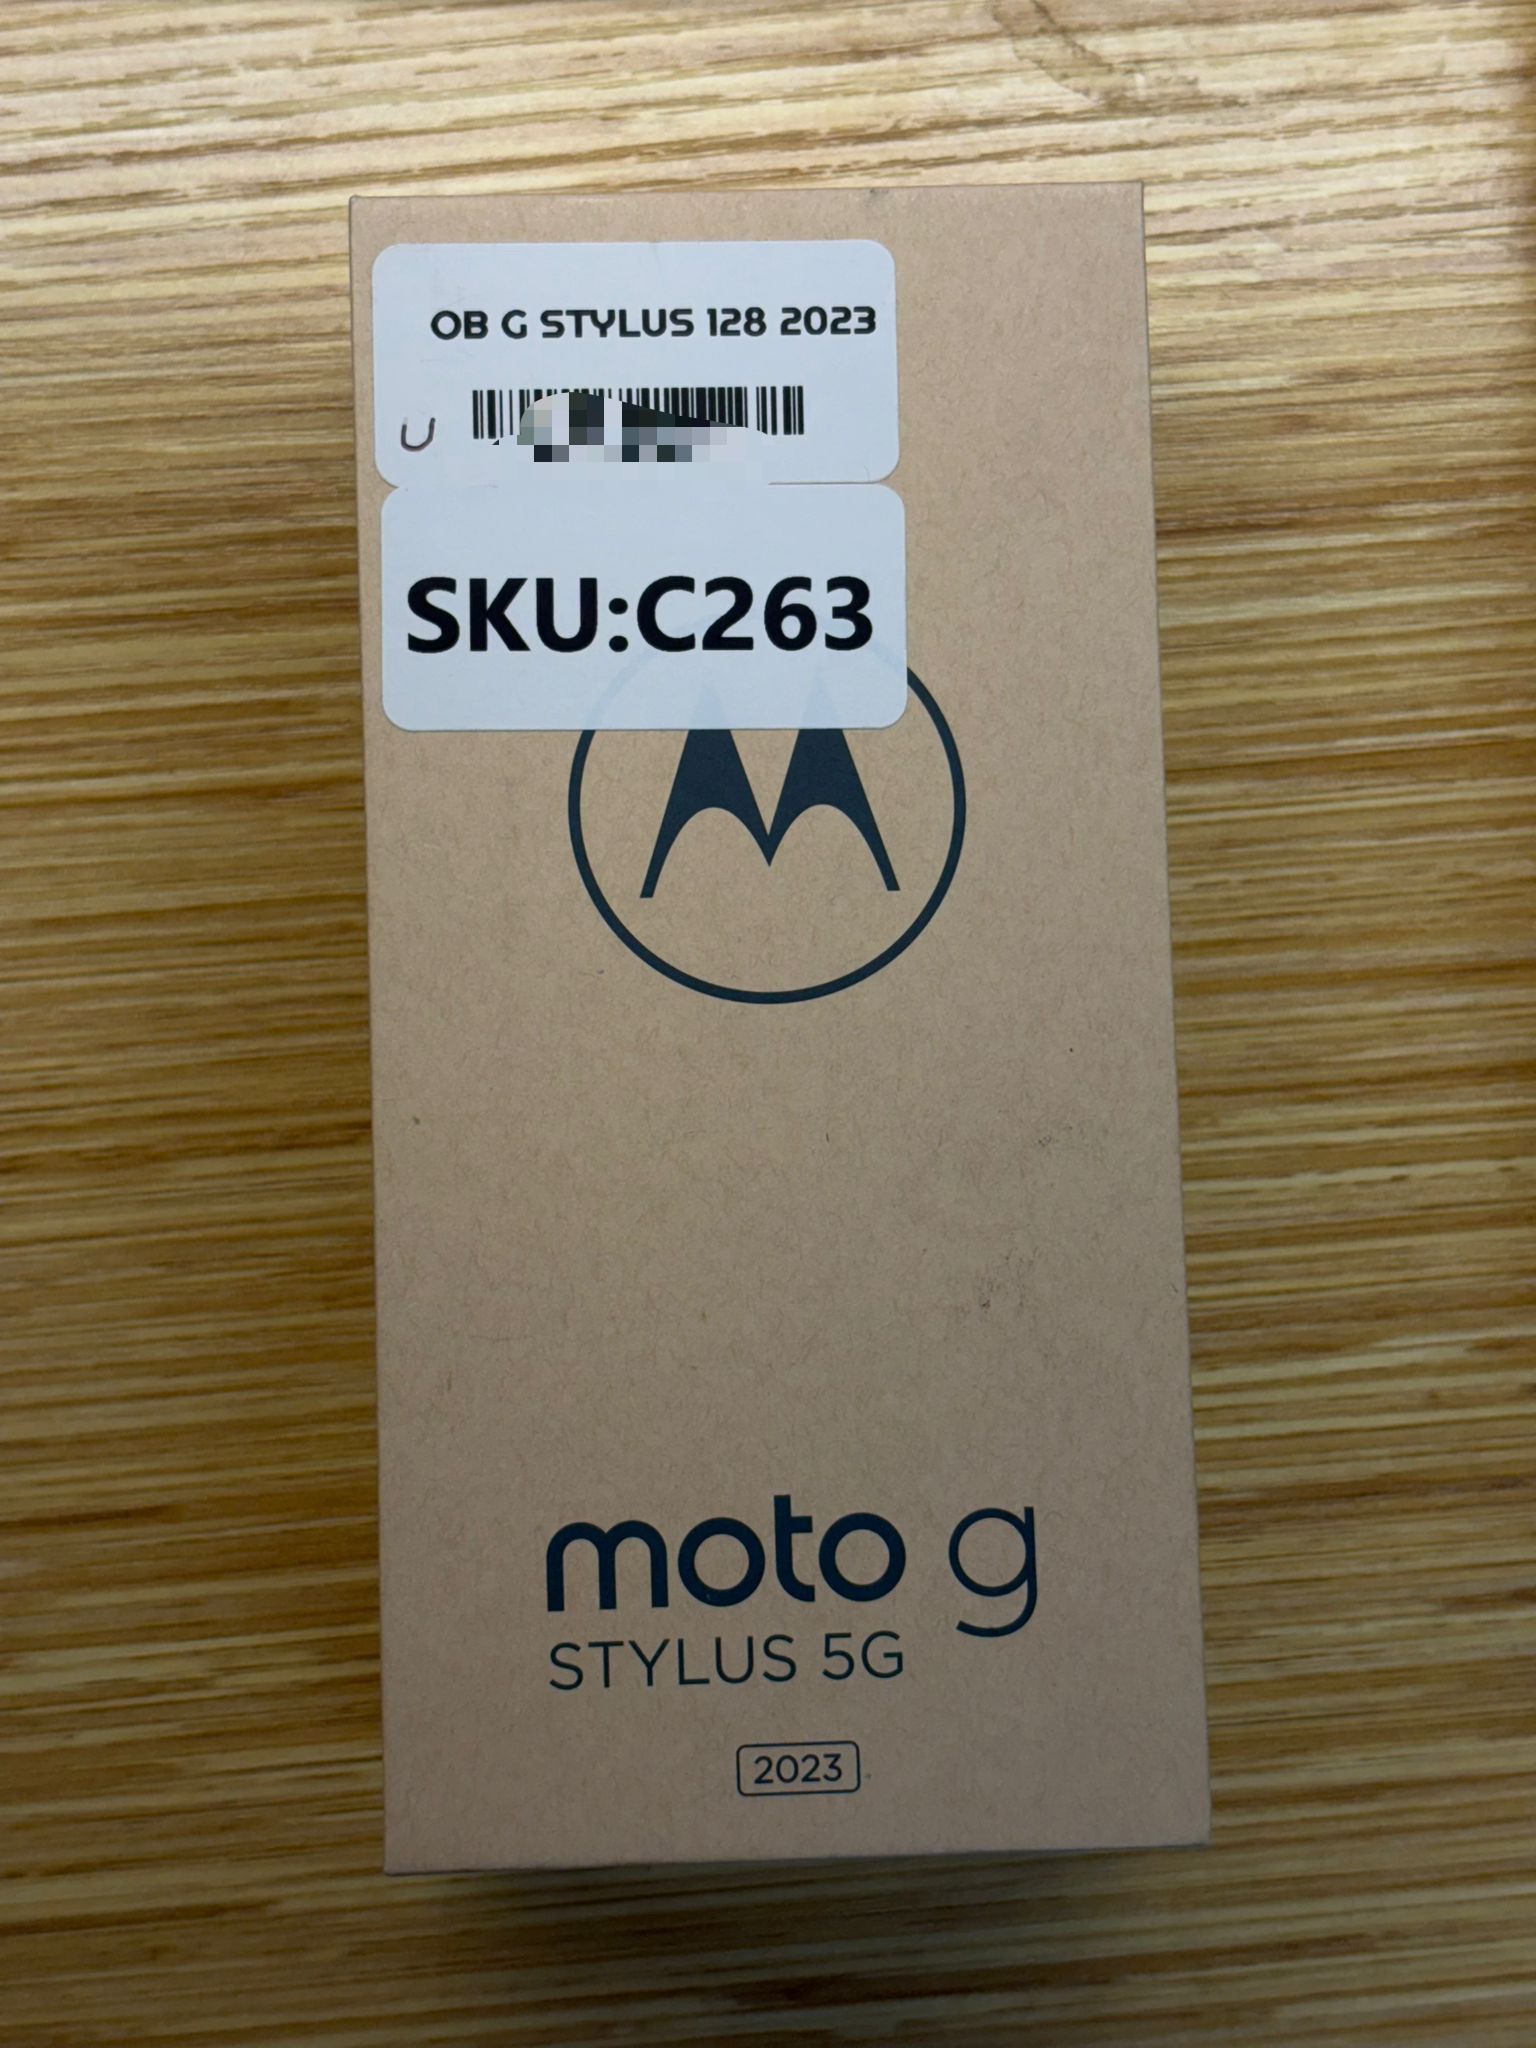 OB G STYLUS 128 2023
U
SKU:C263
moto g
STYLUS 5G
2023